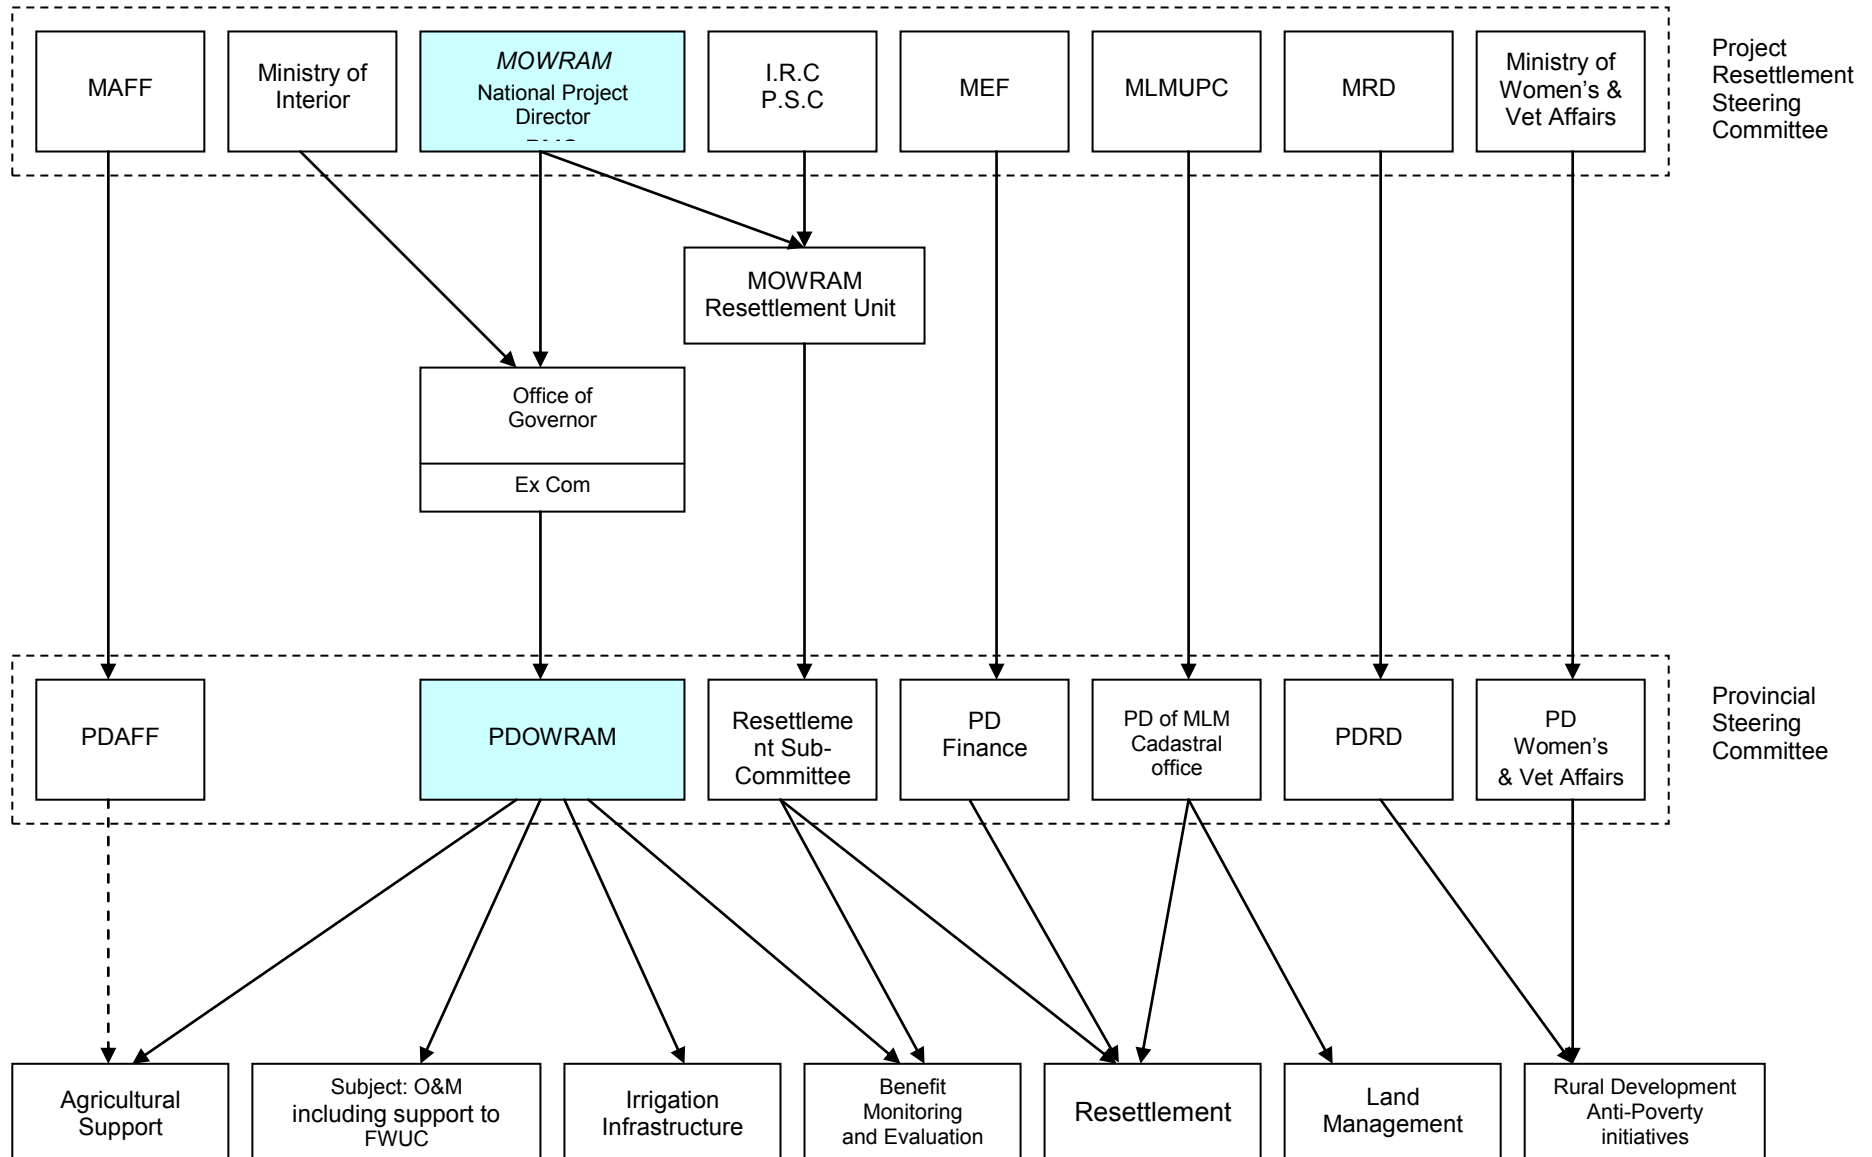 MAFF
Ministry of
Interior
MOWRAM
National Project
Director
I.R.C
P.S.C
MEF
MLMUPC
MRD
Ministry of
Women's &
Vet Affairs
Project
Resettlement
Steering
Committee
MOWRAM
Resettlement Unit
Office of
Governor
Ex Com
PDAFF
PDOWRAM
Resettleme
nt Sub-
Committee
PD
Finance
PD of MLM
Cadastral
office
PDRD
PD
Women's
& Vet Affairs
Provincial
Steering
Committee
Agricultural
Support
Subject: O&M
including support to
FWUC
Irrigation
Infrastructure
Benefit
Monitoring
and Evaluation
Resettlement
Land
Management
Rural Development
Anti-Poverty
initiatives